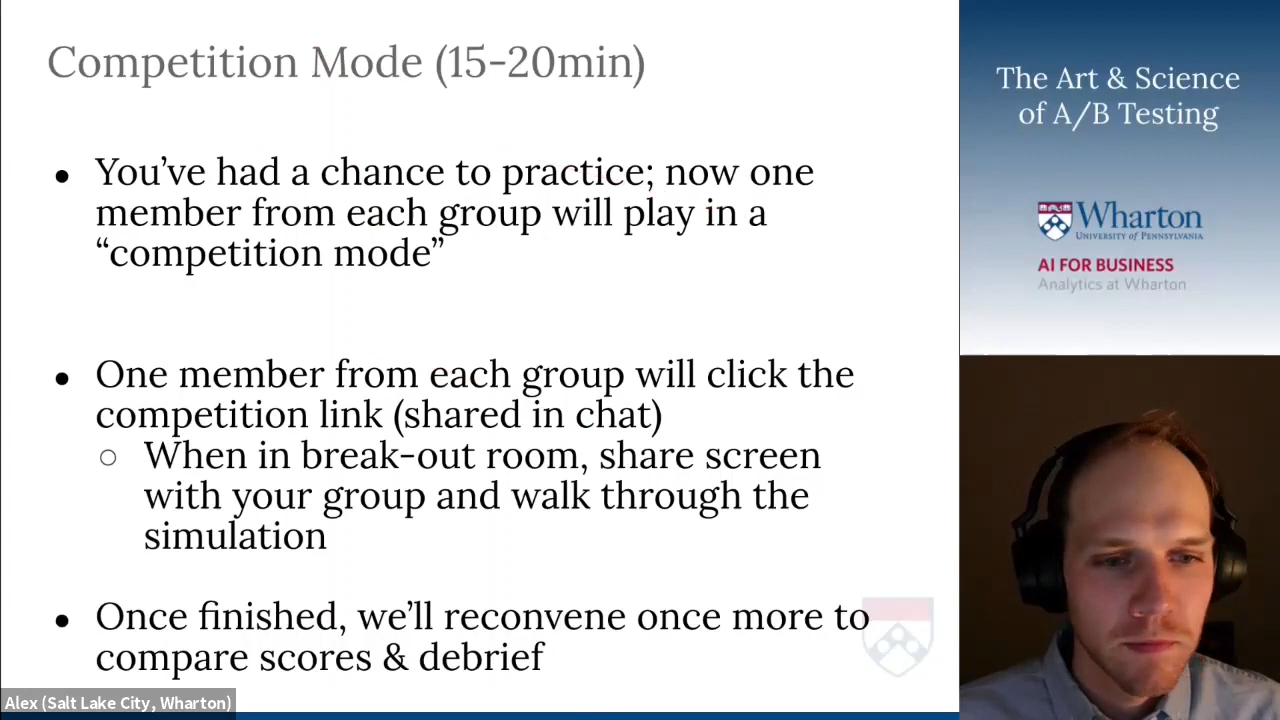 Competition Mode (15-20min)
● You’ve had a chance to practice; now one
member from each group will play in a
“competition mode”
● One member from each group will click the
competition link (shared in chat)
○ When in break-out room, share screen
with your group and walk through the
simulation
● Once finished, we’ll reconvene once more to
compare scores & debrief
The Art & Science
of A/B Testing
Wharton
UNIVERSITY of PENNSYLVANIA
AI FOR BUSINESS
Analytics at Wharton
Alex (Salt Lake City, Wharton)